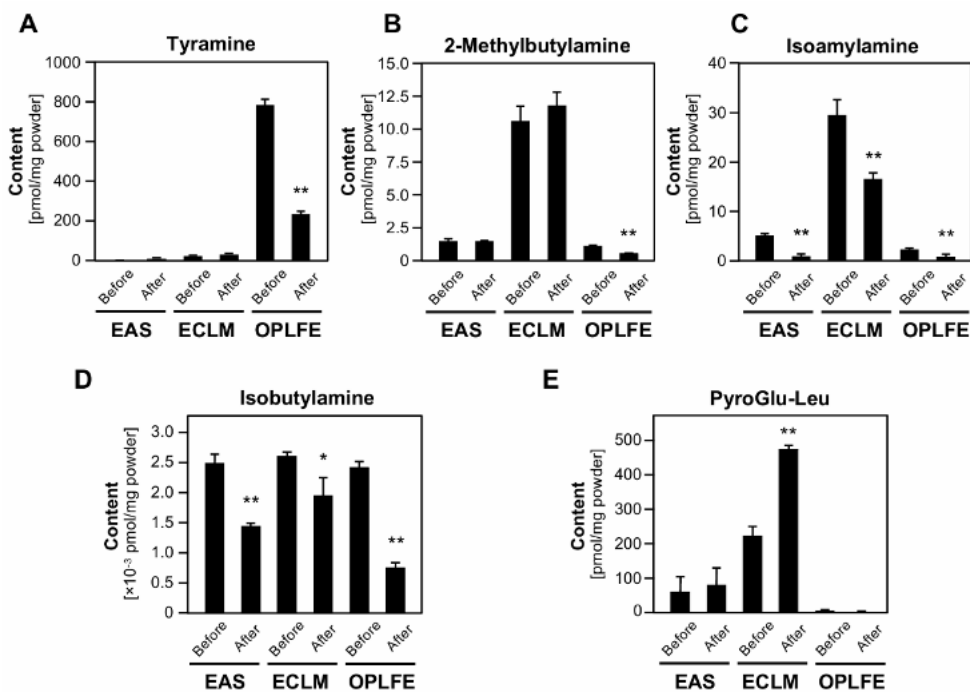 A
Tyramine
Content
[pmol/mg powder]
1000
800
600
400
200
0
**
Before After Before After Before After
EAS ECLM OPLFE
B
2-Methylbutylamine
Content
[pmol/mg powder]
15.0
12.5
10.0
7.5
5.0
2.5
0
**
Before After Before After Before After
EAS ECLM OPLFE
C
Isoamylamine
Content
[pmol/mg powder]
40
30
20
10
0
** ** **
Before After Before After Before After
EAS ECLM OPLFE
D
Isobutylamine
Content
[×10⁻³ pmol/mg powder]
3.0
2.5
2.0
1.5
1.0
0.5
0
** * **
Before After Before After Before After
EAS ECLM OPLFE
E
PyroGlu-Leu
Content
[pmol/mg powder]
500
400
300
200
100
0
**
Before After Before After Before After
EAS ECLM OPLFE